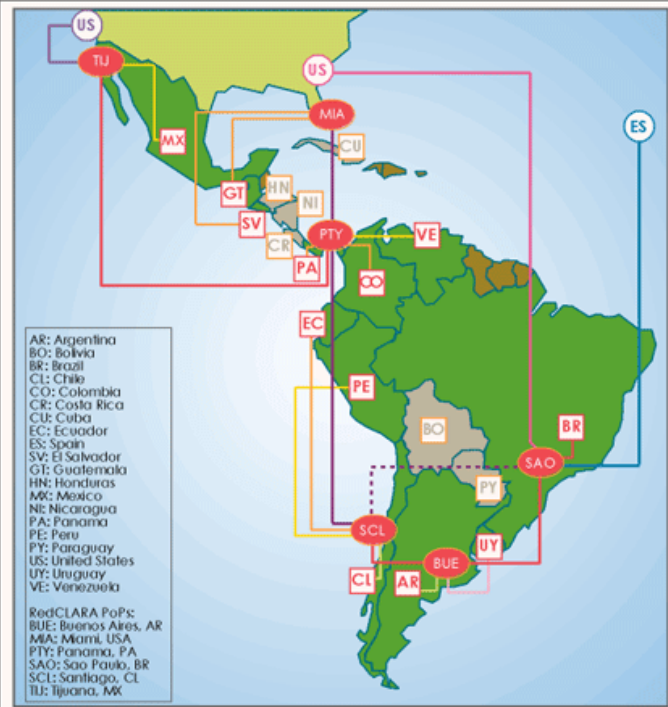 US
TIJ
US
MIA
ES
MX
CU
GT
HN
NI
SV
CR
PTY
VE
PA
CO
EC
PE
BO
BR
SAO
PY
SCL
UY
BUE
CL
AR
AR: Argentina
BO: Bolivia
BR: Brazil
CL: Chile
CO: Colombia
CR: Costa Rica
CU: Cuba
EC: Ecuador
ES: Spain
SV: El Salvador
GT: Guatemala
HN: Honduras
MX: Mexico
NI: Nicaragua
PA: Panama
PE: Peru
PY: Paraguay
US: United States
UY: Uruguay
VE: Venezuela
RedCLARA PoPs:
BUE: Buenos Aires, AR
MIA: Miami, USA
PTY: Panama, PA
SAO: Sao Paulo, BR
SCL: Santiago, CL
TIJ: Tijuana, MX